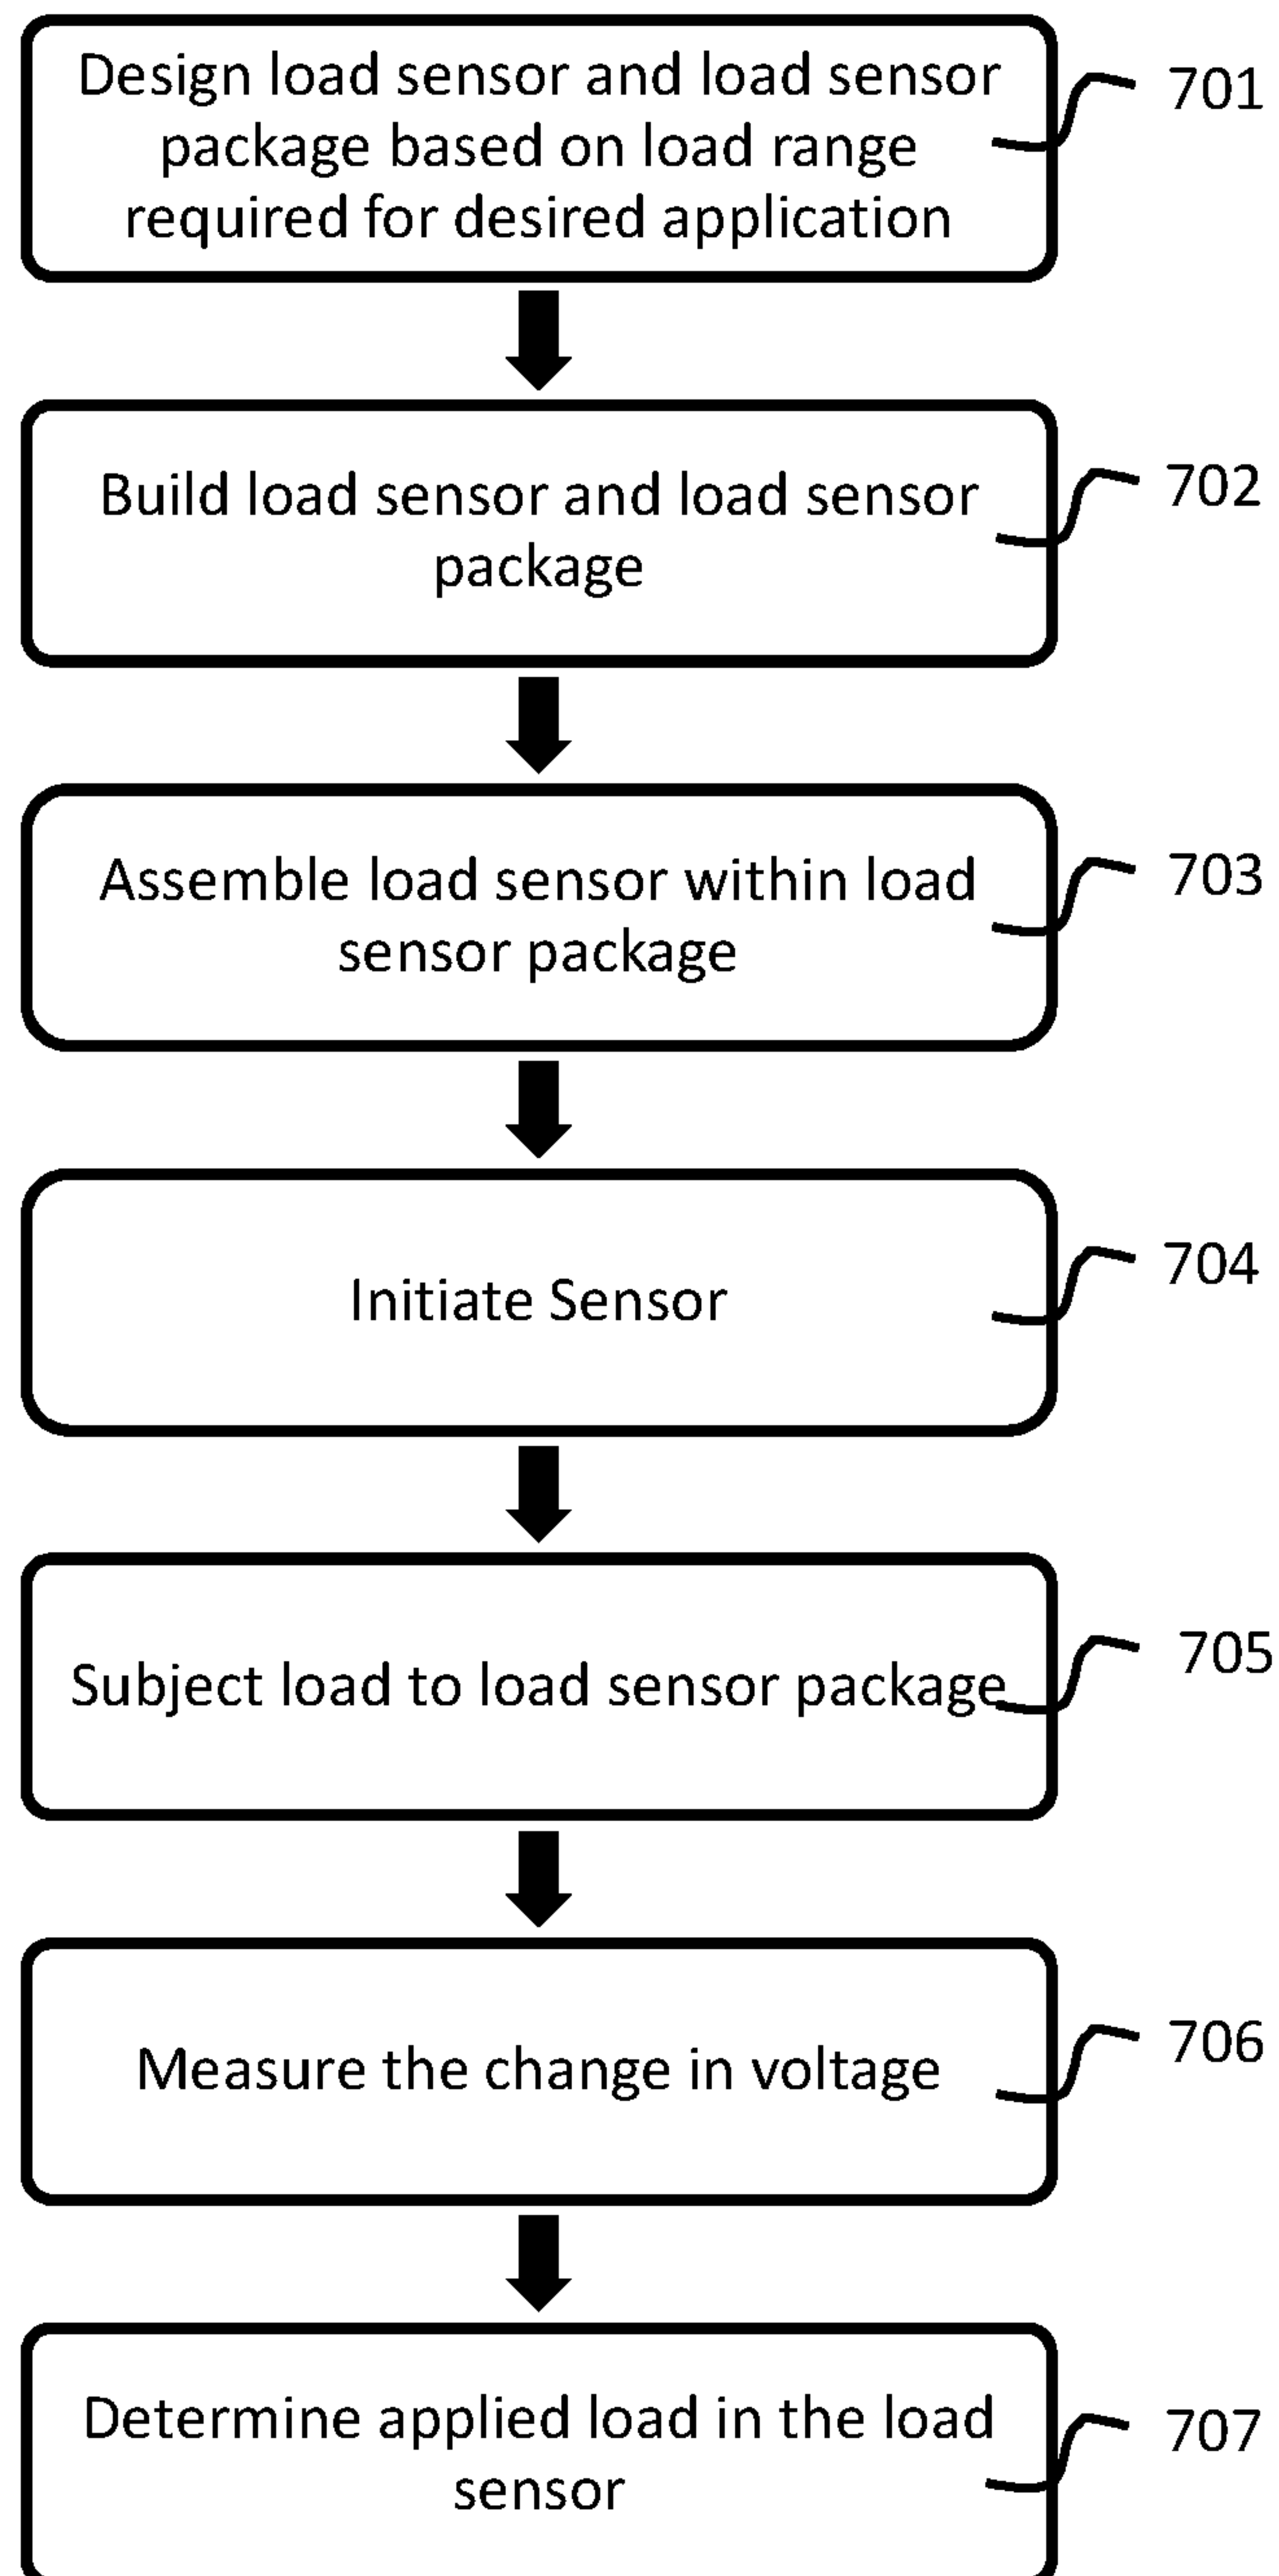 Design load sensor and load sensor
package based on load range
required for desired application
701
Build load sensor and load sensor
package
702
Assemble load sensor within load
sensor package
703
Initiate Sensor
704
Subject load to load sensor package
705
Measure the change in voltage
706
Determine applied load in the load
sensor
707